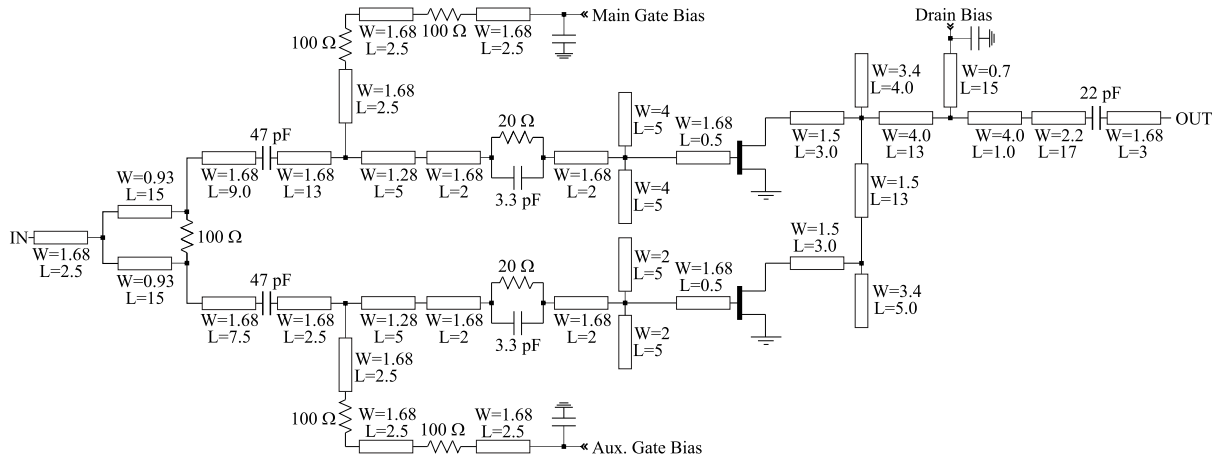 Main Gate Bias
W=1.68
L=2.5
100 Ω
W=1.68
L=2.5
100 Ω
W=1.68
L=2.5
Drain Bias
W=3.4
L=4.0
W=0.7
L=15
22 pF
OUT
W=1.5
L=3.0
W=4.0
L=13
W=4.0
L=1.0
W=2.2
L=17
W=1.68
L=3
47 pF
20 Ω
W=4
L=5
W=1.68
L=0.5
W=1.68
L=9.0
W=1.68
L=13
W=1.28
L=5
W=1.68
L=2
3.3 pF
W=1.68
L=2
W=4
L=5
W=1.5
L=13
W=0.93
L=15
IN
W=1.68
L=2.5
100 Ω
W=0.93
L=15
47 pF
20 Ω
W=2
L=5
W=1.68
L=0.5
W=1.5
L=3.0
W=1.68
L=7.5
W=1.68
L=2.5
W=1.28
L=5
W=1.68
L=2
3.3 pF
W=1.68
L=2
W=2
L=5
W=3.4
L=5.0
W=1.68
L=2.5
100 Ω
W=1.68
L=2.5
100 Ω
W=1.68
L=2.5
Aux. Gate Bias